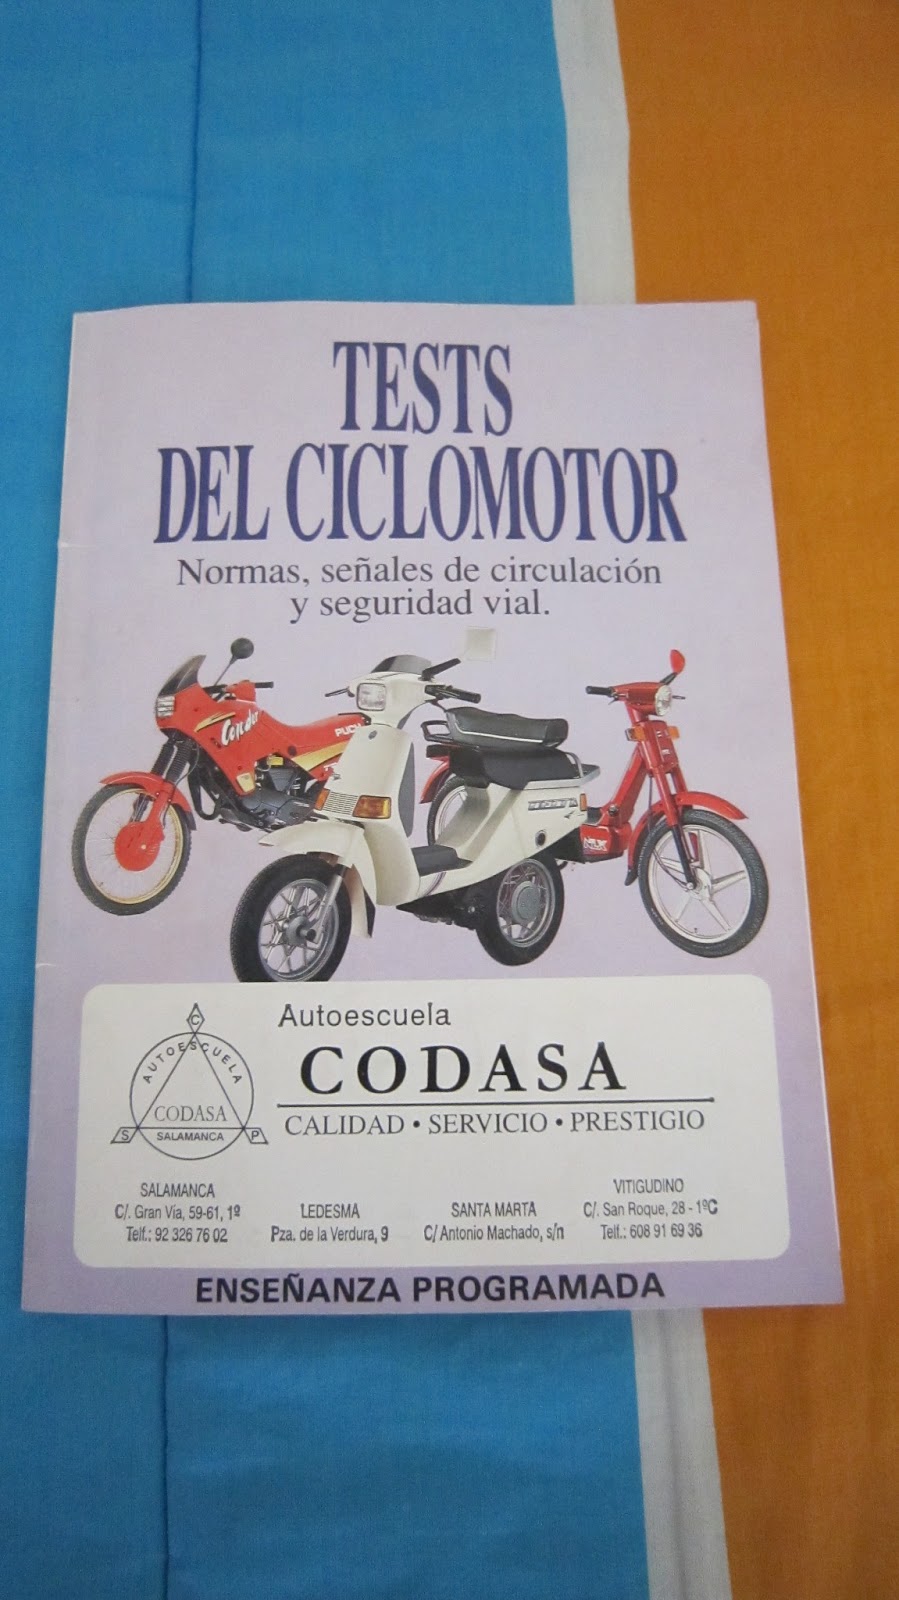 TESTS
DEL CICLOMOTOR
Normas, señales de circulación
y seguridad vial.
Condor
PUCH
Autoescuela
CODASA
CALIDAD • SERVICIO • PRESTIGIO
C
AUTOESCUELA
CODASA
S SALAMANCA P
SALAMANCA
C/. Gran Vía, 59-61, 1º
Telf.: 92 326 76 02
LEDESMA
Pza. de la Verdura, 9
SANTA MARTA
C/ Antonio Machado, s/n
VITIGUDINO
C/. San Roque, 28 - 1ºC
Telf.: 608 91 69 36
ENSEÑANZA PROGRAMADA